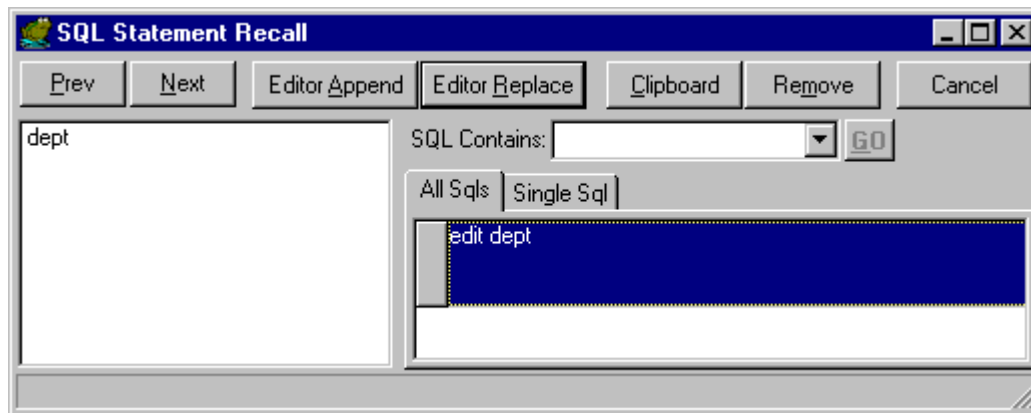 SQL Statement Recall
Prev Next Editor Append Editor Replace Clipboard Remove Cancel
dept
SQL Contains: GO
All Sqls Single Sql
edit dept